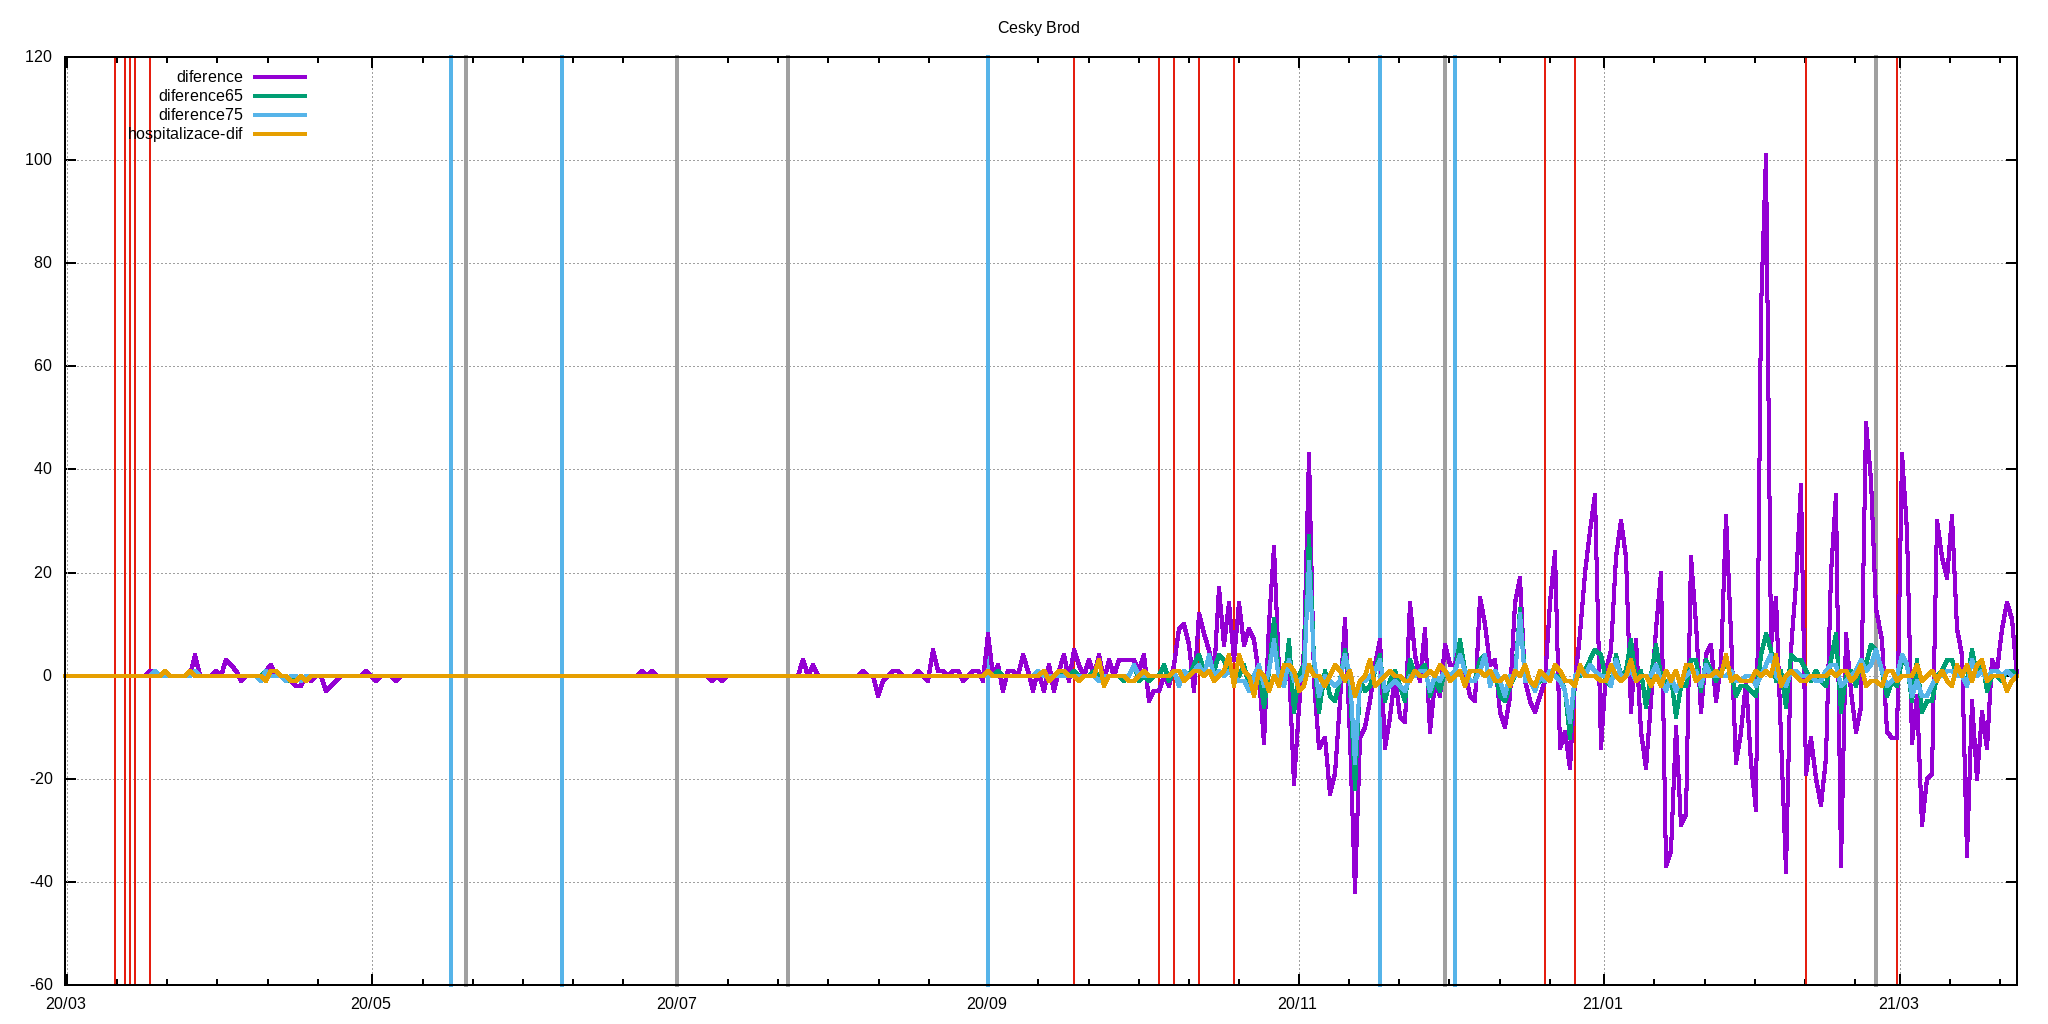 Cesky Brod
120
diference
diference65
diference75
hospitalizace-dif
100
80
60
40
20
0
-20
-40
-60
20/03 20/05 20/07 20/09 20/11 21/01 21/03